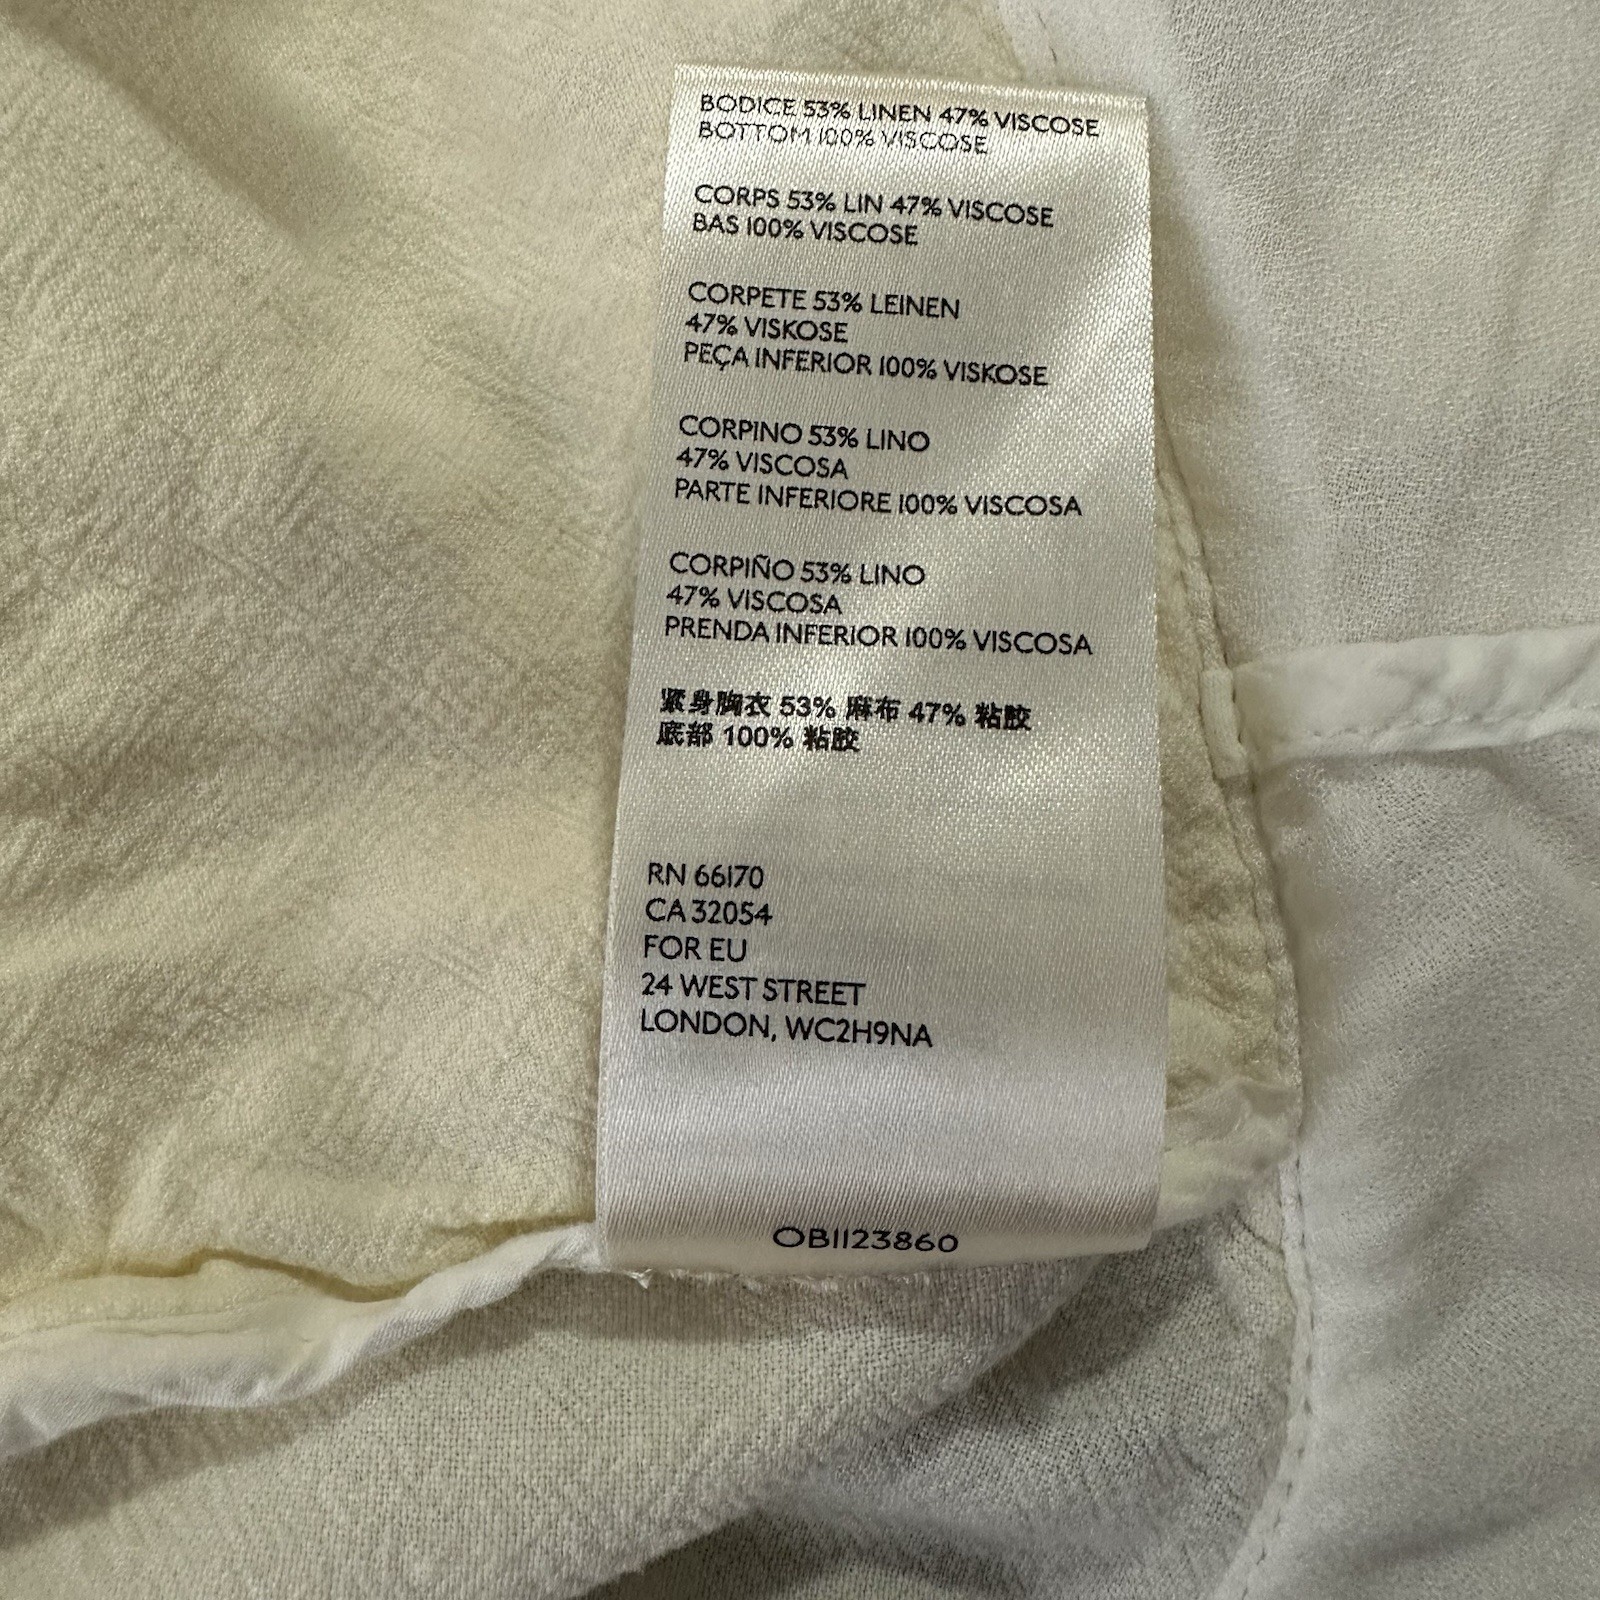 BODICE 53% LINEN 47% VISCOSE
BOTTOM 100% VISCOSE
CORPS 53% LIN 47% VISCOSE
BAS 100% VISCOSE
CORPETE 53% LEINEN
47% VISKOSE
PEÇA INFERIOR 100% VISKOSE
CORPINO 53% LINO
47% VISCOSA
PARTE INFERIORE 100% VISCOSA
CORPIÑO 53% LINO
47% VISCOSA
PRENDA INFERIOR 100% VISCOSA
紧身胸衣 53% 麻布 47% 粘胶
底部 100% 粘胶
RN 66170
CA 32054
FOR EU
24 WEST STREET
LONDON, WC2H9NA
OB1123860